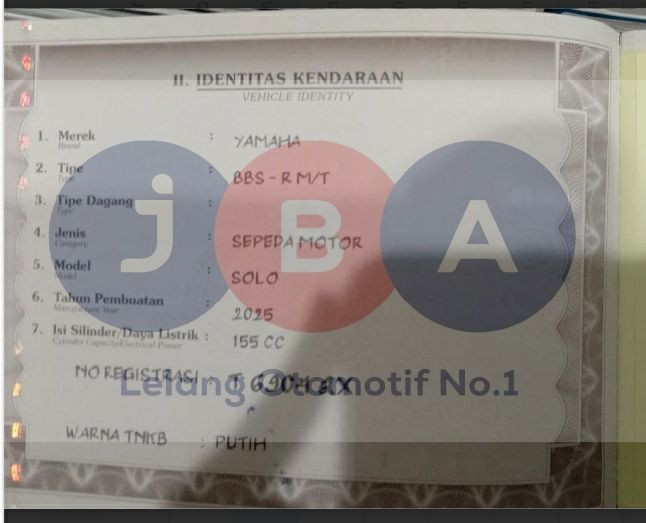 II. IDENTITAS KENDARAAN
VEHICLE IDENTITY
1. Merek : YAMAHA
Brand
2. Tipe : BBS - R M/T
Type
3. Tipe Dagang :
Type
4. Jenis : SEPEDA MOTOR
Category
5. Model : SOLO
Model
6. Tahun Pembuatan : 2025
Manufacture Year
7. Isi Silinder/Daya Listrik : 155 CC
Cylinder Capacity/Electrical Power
NO REGISTRASI : T
WARNA TNKB : PUTIH
JBA
Lelang Otomotif No.1